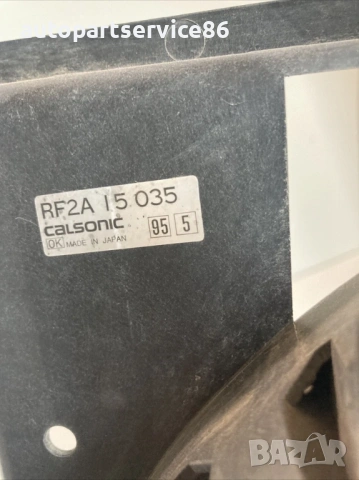 autopartservice86
RF2A 15 035
calsonic
OK MADE IN JAPAN
95 5
bazar